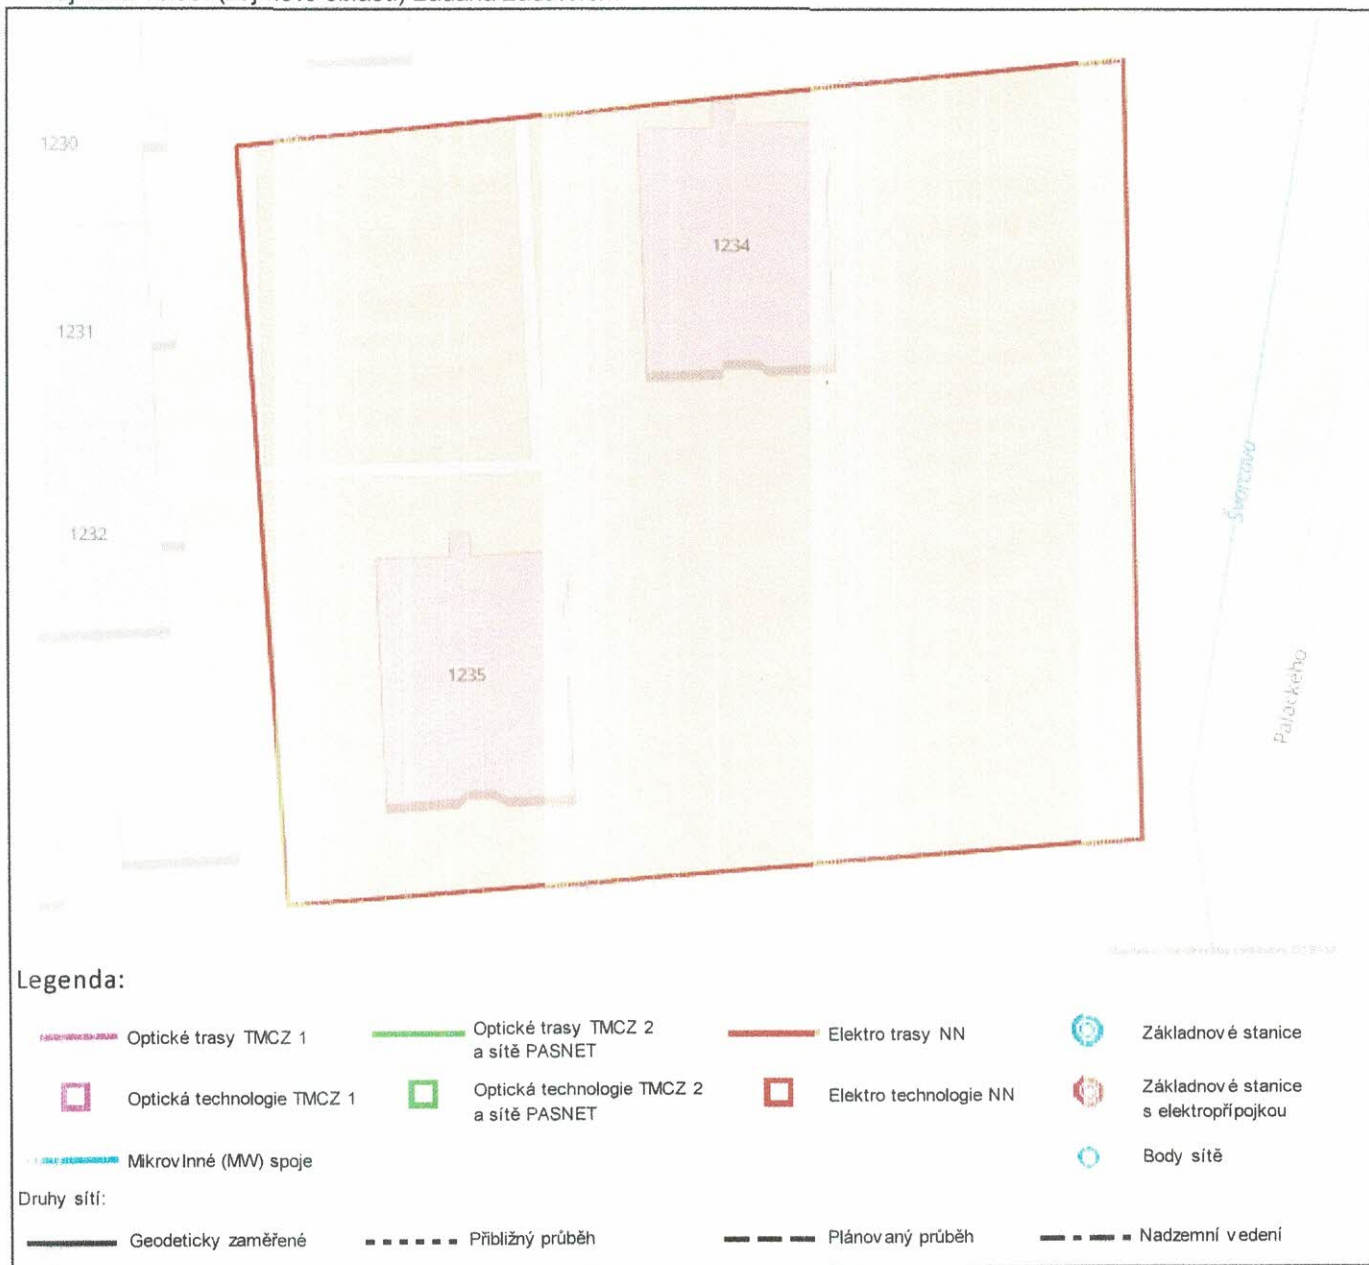 1230
1234
1231
Švorcova
1232
1235
Palackého
Legenda:
Optické trasy TMCZ 1
Optické trasy TMCZ 2
a sítě PASNET
Elektro trasy NN
Základnové stanice
Optická technologie TMCZ 1
Optická technologie TMCZ 2
a sítě PASNET
Elektro technologie NN
Základnové stanice
s elektropřípojkou
Mikrovlnné (MW) spoje
Body sítě
Druhy sítí:
Geodeticky zaměřené
Přibližný průběh
Plánovaný průběh
Nadzemní vedení